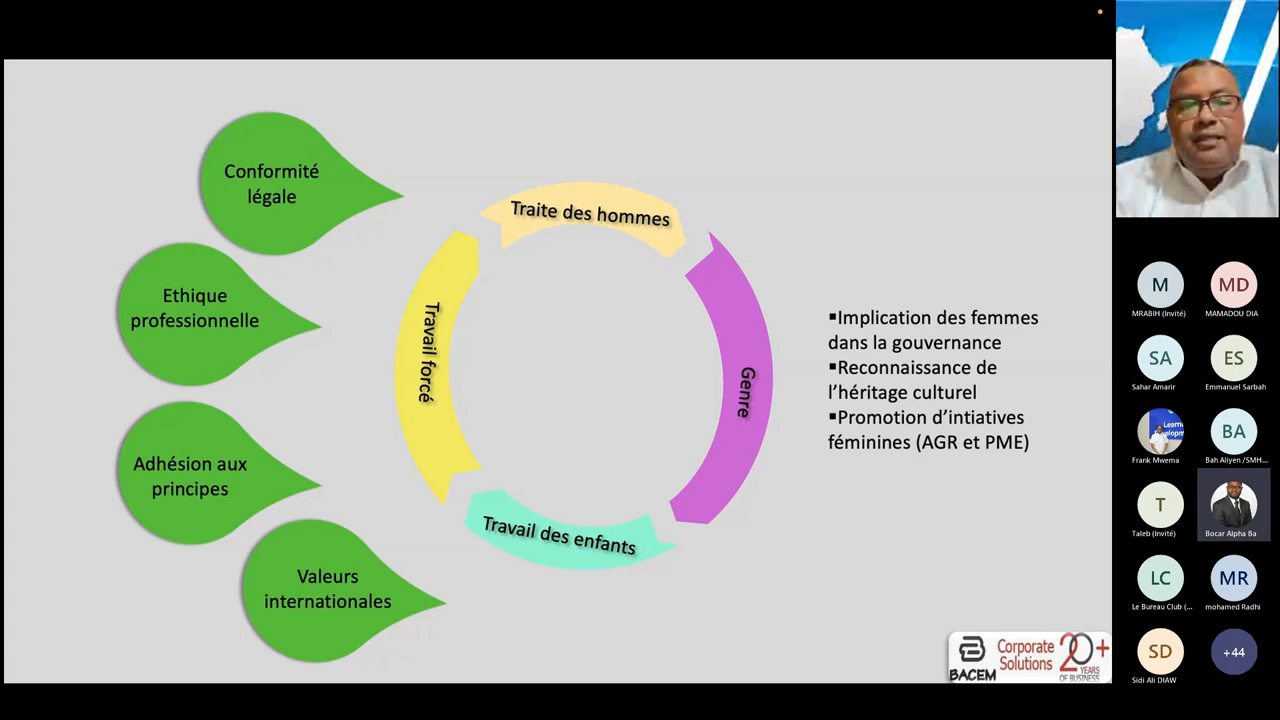 Conformité
légale
Ethique
professionnelle
Adhésion aux
principes
Valeurs
internationales
Traite des hommes
Travail forcé
Genre
Travail des enfants
▪Implication des femmes
dans la gouvernance
▪Reconnaissance de
l’héritage culturel
▪Promotion d’intiatives
féminines (AGR et PME)
BACEM
Corporate
Solutions
20+
YEARS
OF BUSINESS
M
MRABIH (Invité)
MD
MAMADOU DIA
SA
Sahar Amarir
ES
Emmanuel Sarbah
Frank Mwema
BA
Bah Aliyen /SMH...
T
Taleb (Invité)
Bocar Alpha Ba
LC
Le Bureau Club (...
MR
mohamed Radhi
SD
Sidi Ali DIAW
+44